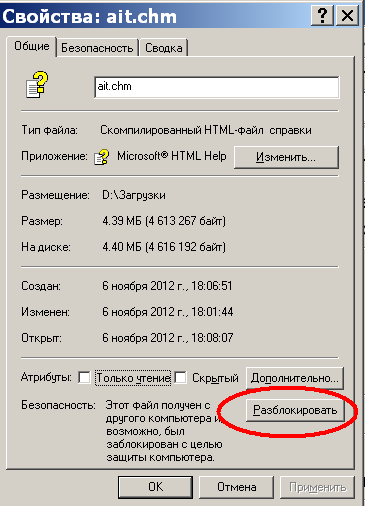 Свойства: ait.chm
Общие Безопасность Сводка
ait.chm
Тип файла: Скомпилированный HTML-файл справки
Приложение: Microsoft® HTML Help Изменить...
Размещение: D:\Загрузки
Размер: 4.39 МБ (4 613 267 байт)
На диске: 4.40 МБ (4 616 192 байт)
Создан: 6 ноября 2012 г., 18:06:51
Изменен: 6 ноября 2012 г., 18:01:44
Открыт: 6 ноября 2012 г., 18:08:07
Атрибуты: Только чтение Скрытый Дополнительно...
Безопасность: Этот файл получен с Разблокировать
другого компьютера и,
возможно, был
заблокирован с целью
защиты компьютера.
OK Отмена Применить